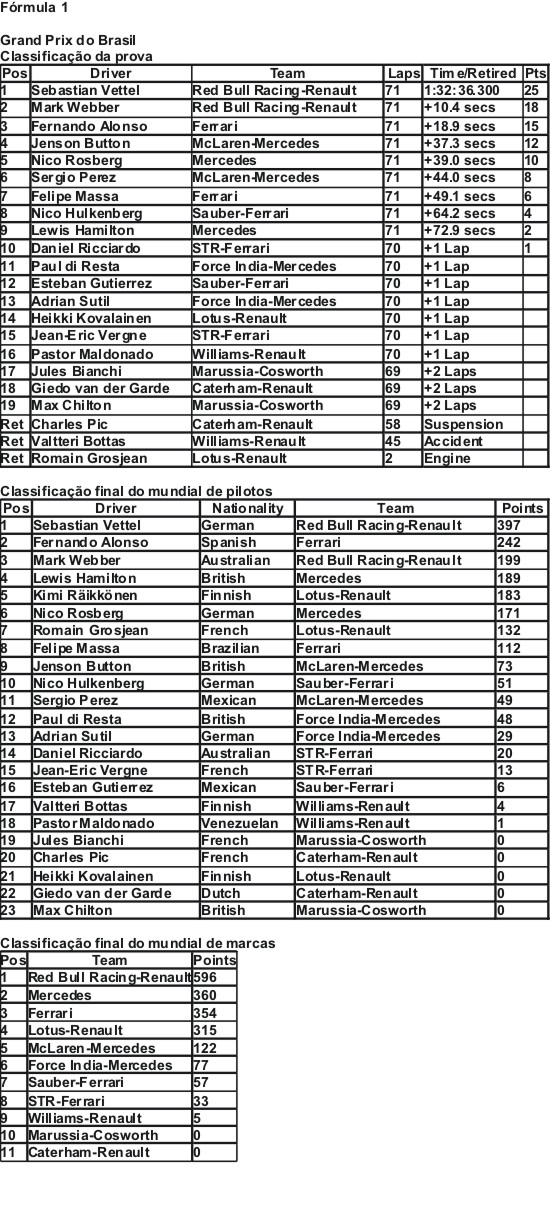 Fórmula 1
Grand Prix do Brasil
Classificação da prova
Pos Driver Team Laps Time/Retired Pts
1 Sebastian Vettel Red Bull Racing-Renault 71 1:32:36.300 25
2 Mark Webber Red Bull Racing-Renault 71 +10.4 secs 18
3 Fernando Alonso Ferrari 71 +18.9 secs 15
4 Jenson Button McLaren-Mercedes 71 +37.3 secs 12
5 Nico Rosberg Mercedes 71 +39.0 secs 10
6 Sergio Perez McLaren-Mercedes 71 +44.0 secs 8
7 Felipe Massa Ferrari 71 +49.1 secs 6
8 Nico Hulkenberg Sauber-Ferrari 71 +64.2 secs 4
9 Lewis Hamilton Mercedes 71 +72.9 secs 2
10 Daniel Ricciardo STR-Ferrari 70 +1 Lap 1
11 Paul di Resta Force India-Mercedes 70 +1 Lap
12 Esteban Gutierrez Sauber-Ferrari 70 +1 Lap
13 Adrian Sutil Force India-Mercedes 70 +1 Lap
14 Heikki Kovalainen Lotus-Renault 70 +1 Lap
15 Jean-Eric Vergne STR-Ferrari 70 +1 Lap
16 Pastor Maldonado Williams-Renault 70 +1 Lap
17 Jules Bianchi Marussia-Cosworth 69 +2 Laps
18 Giedo van der Garde Caterham-Renault 69 +2 Laps
19 Max Chilton Marussia-Cosworth 69 +2 Laps
Ret Charles Pic Caterham-Renault 58 Suspension
Ret Valtteri Bottas Williams-Renault 45 Accident
Ret Romain Grosjean Lotus-Renault 2 Engine
Classificação final do mundial de pilotos
Pos Driver Nationality Team Points
1 Sebastian Vettel German Red Bull Racing-Renault 397
2 Fernando Alonso Spanish Ferrari 242
3 Mark Webber Australian Red Bull Racing-Renault 199
4 Lewis Hamilton British Mercedes 189
5 Kimi Räikkönen Finnish Lotus-Renault 183
6 Nico Rosberg German Mercedes 171
7 Romain Grosjean French Lotus-Renault 132
8 Felipe Massa Brazilian Ferrari 112
9 Jenson Button British McLaren-Mercedes 73
10 Nico Hulkenberg German Sauber-Ferrari 51
11 Sergio Perez Mexican McLaren-Mercedes 49
12 Paul di Resta British Force India-Mercedes 48
13 Adrian Sutil German Force India-Mercedes 29
14 Daniel Ricciardo Australian STR-Ferrari 20
15 Jean-Eric Vergne French STR-Ferrari 13
16 Esteban Gutierrez Mexican Sauber-Ferrari 6
17 Valtteri Bottas Finnish Williams-Renault 4
18 Pastor Maldonado Venezuelan Williams-Renault 1
19 Jules Bianchi French Marussia-Cosworth 0
20 Charles Pic French Caterham-Renault 0
21 Heikki Kovalainen Finnish Lotus-Renault 0
22 Giedo van der Garde Dutch Caterham-Renault 0
23 Max Chilton British Marussia-Cosworth 0
Classificação final do mundial de marcas
Pos Team Points
1 Red Bull Racing-Renault 596
2 Mercedes 360
3 Ferrari 354
4 Lotus-Renault 315
5 McLaren-Mercedes 122
6 Force India-Mercedes 77
7 Sauber-Ferrari 57
8 STR-Ferrari 33
9 Williams-Renault 5
10 Marussia-Cosworth 0
11 Caterham-Renault 0